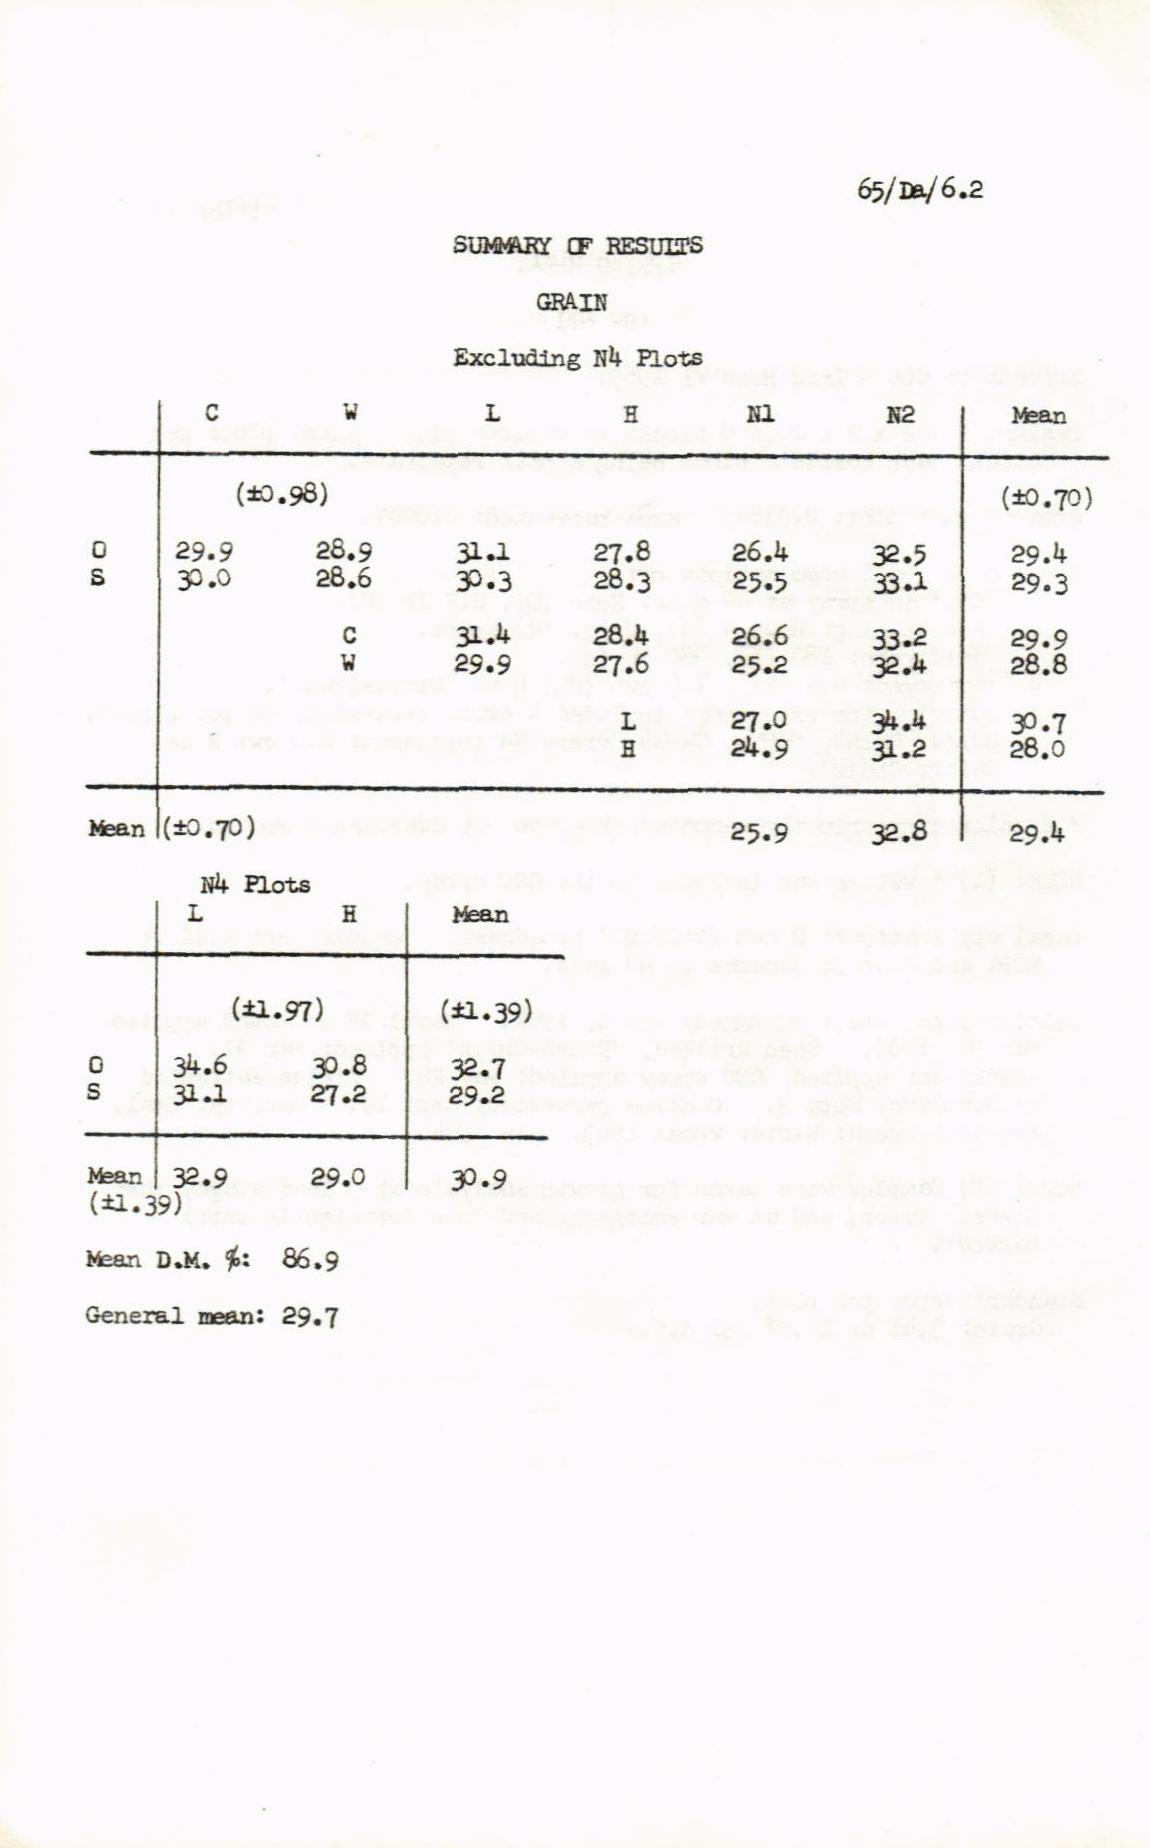 65/Da/6.2
SUMMARY OF RESULTS
GRAIN
Excluding N4 Plots
C W L H N1 N2 Mean
(±0.98) (±0.70)
O 29.9 28.9 31.1 27.8 26.4 32.5 29.4
S 30.0 28.6 30.3 28.3 25.5 33.1 29.3
C 31.4 28.4 26.6 33.2 29.9
W 29.9 27.6 25.2 32.4 28.8
L 27.0 34.4 30.7
H 24.9 31.2 28.0
Mean (±0.70) 25.9 32.8 29.4
N4 Plots
L H Mean
(±1.97) (±1.39)
O 34.6 30.8 32.7
S 31.1 27.2 29.2
Mean 32.9 29.0 30.9
(±1.39)
Mean D.M. %: 86.9
General mean: 29.7